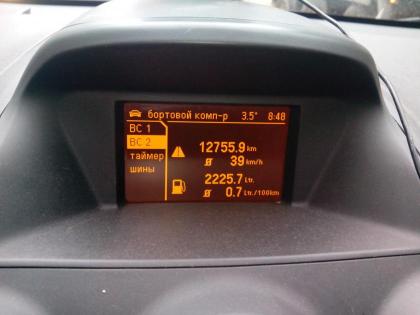 бортовой комп-р 3.5° 8:48
BC 1
BC 2
таймер
шины
12755.9 km
Ø 39 km/h
2225.7 Ltr.
Ø 0.7 Ltr./100km